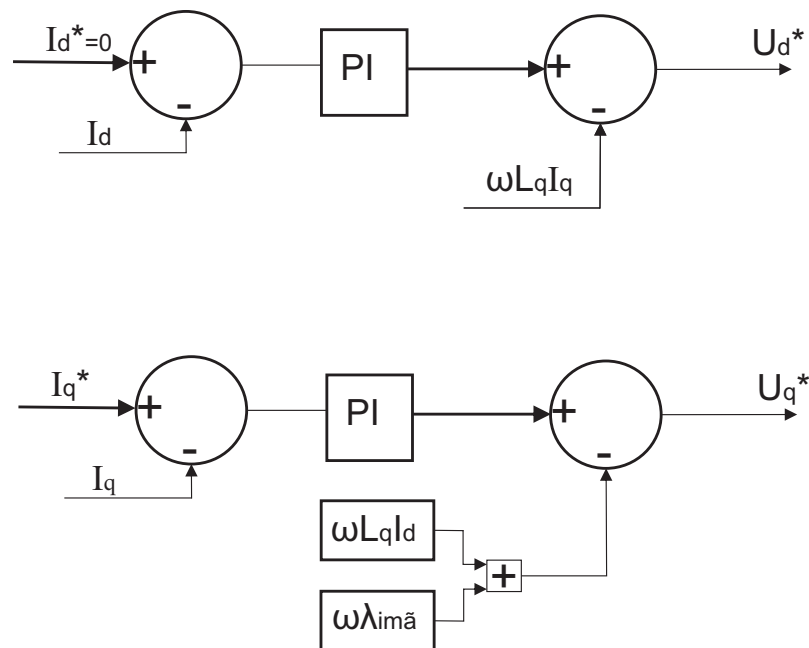 Id*=0
+
PI
+
Ud*
-
-
Id
ωLqIq
Iq*
+
PI
+
Uq*
-
-
Iq
ωLqId
+
ωλimã